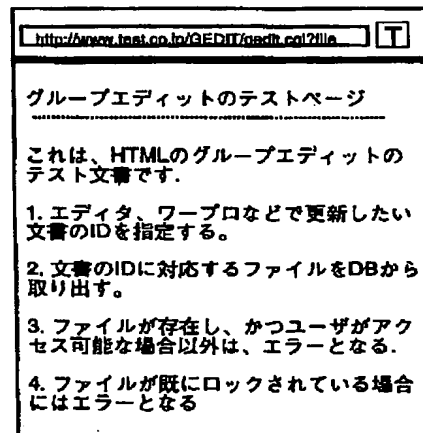 http://www.test.co.jp/GEDIT/gedit.cgi?file
T
グループエディットのテストページ
これは、HTMLのグループエディットの
テスト文書です.
1. エディタ、ワープロなどで更新したい
文書のIDを指定する。
2. 文書のIDに対応するファイルをDBから
取り出す。
3. ファイルが存在し、かつユーザがアク
セス可能な場合以外は、エラーとなる.
4. ファイルが既にロックされている場合
にはエラーとなる